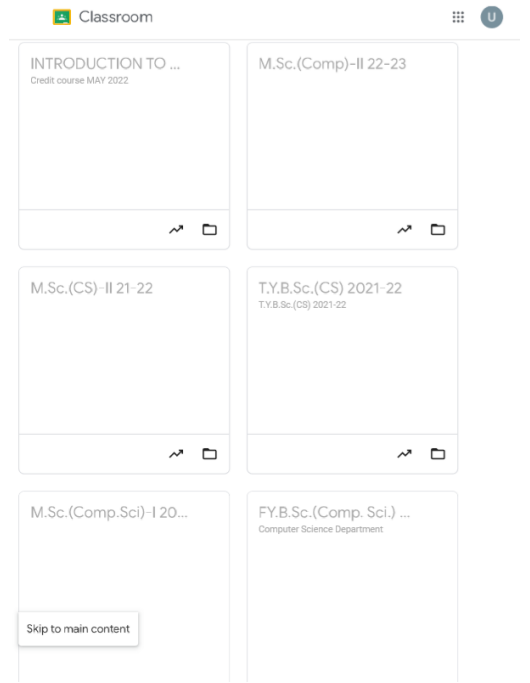 Classroom
U
INTRODUCTION TO ...
Credit course MAY 2022
M.Sc.(Comp)-II 22-23
M.Sc.(CS)-II 21-22
T.Y.B.Sc.(CS) 2021-22
T.Y.B.Sc.(CS) 2021-22
M.Sc.(Comp.Sci)-I 20...
FY.B.Sc.(Comp. Sci.) ...
Computer Science Department
Skip to main content